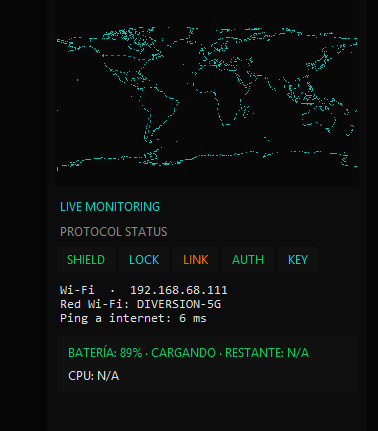 LIVE MONITORING
PROTOCOL STATUS
SHIELD LOCK LINK AUTH KEY
Wi-Fi · 192.168.68.111
Red Wi-Fi: DIVERSION-5G
Ping a internet: 6 ms
BATERÍA: 89% · CARGANDO · RESTANTE: N/A
CPU: N/A